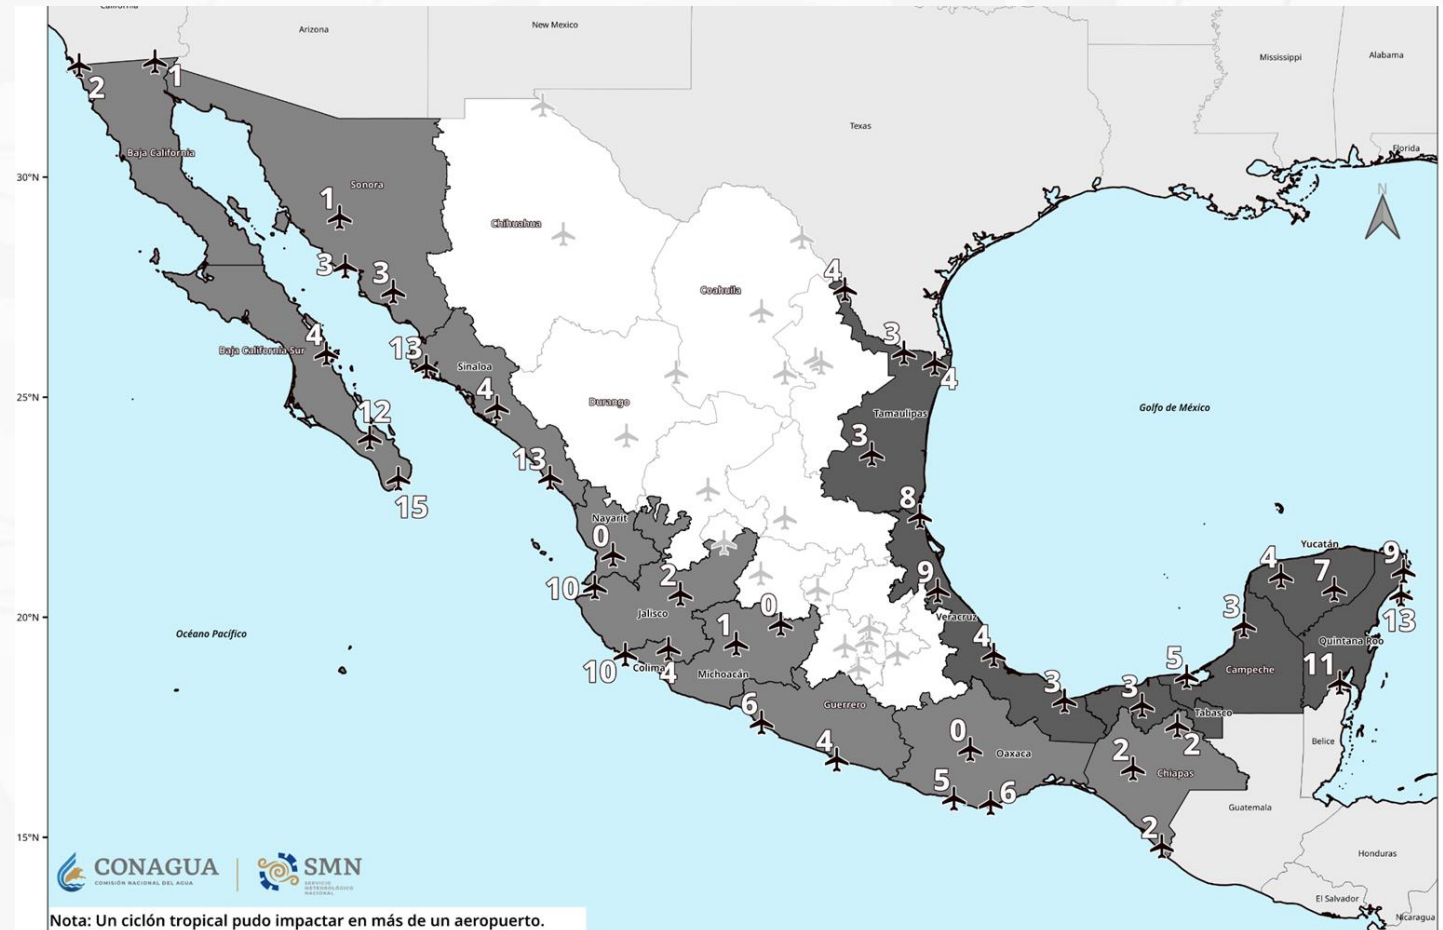 California
Arizona
New Mexico
Texas
Mississippi
Alabama
Florida
2
1
Baja California
Sonora
1
3
3
Chihuahua
Coahuila
30°N
N
4
3
4
4
Baja California Sur
13
Sinaloa
4
25°N
12
15
13
Durango
Tamaulipas
3
8
Golfo de México
Nayarit
0
10
2
Jalisco
0
1
9
Veracruz
4
Yucatán
4
7
9
13
3
Quintana Roo
20°N
Océano Pacífico
10
Colima
4
Michoacán
6
Guerrero
4
3
3
5
Campeche
11
Tabasco
2
0
Oaxaca
2
Chiapas
Belice
5
6
2
Guatemala
15°N
Honduras
El Salvador
Nicaragua
CONAGUA
COMISIÓN NACIONAL DEL AGUA
SMN
SERVICIO
METEOROLÓGICO
NACIONAL
Nota: Un ciclón tropical pudo impactar en más de un aeropuerto.